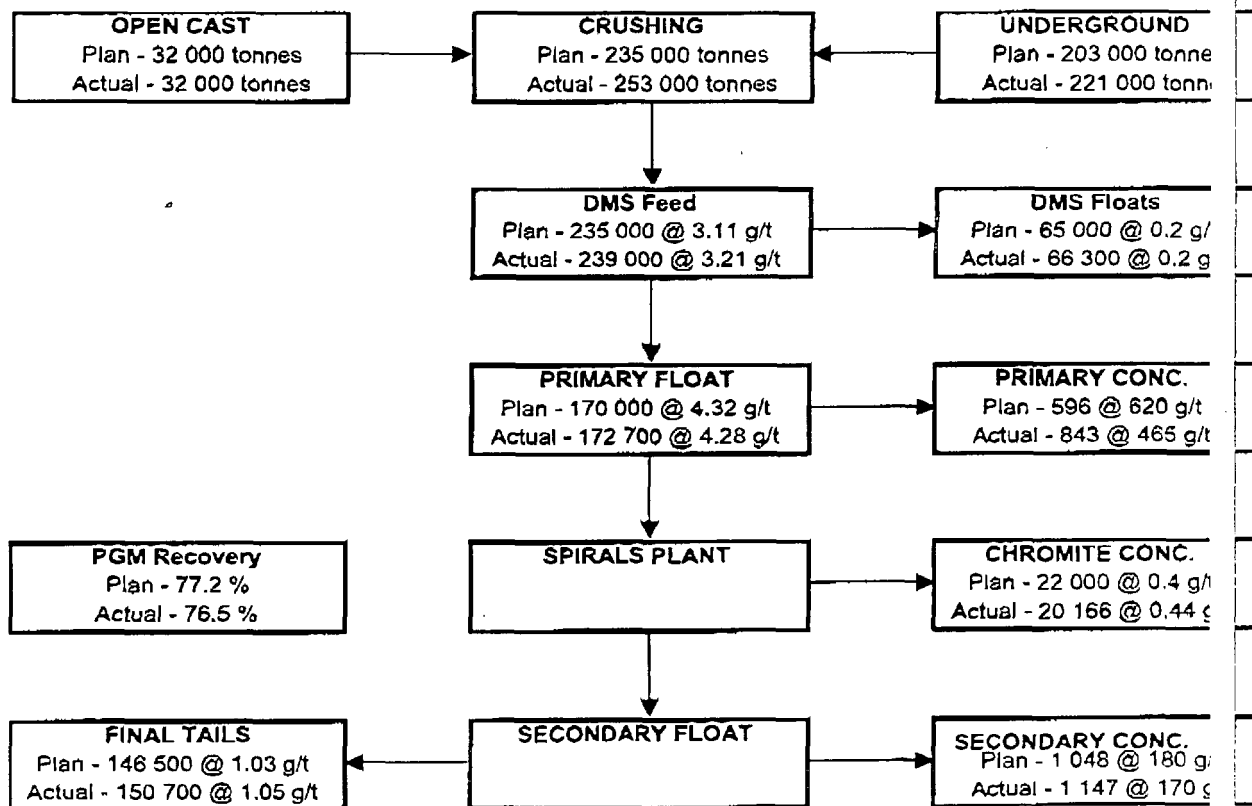 OPEN CAST
Plan - 32 000 tonnes
Actual - 32 000 tonnes
CRUSHING
Plan - 235 000 tonnes
Actual - 253 000 tonnes
UNDERGROUND
Plan - 203 000 tonne
Actual - 221 000 tonn
DMS Feed
Plan - 235 000 @ 3.11 g/t
Actual - 239 000 @ 3.21 g/t
DMS Floats
Plan - 65 000 @ 0.2 g/
Actual - 66 300 @ 0.2 g
PRIMARY FLOAT
Plan - 170 000 @ 4.32 g/t
Actual - 172 700 @ 4.28 g/t
PRIMARY CONC.
Plan - 596 @ 620 g/t
Actual - 843 @ 465 g/t
PGM Recovery
Plan - 77.2 %
Actual - 76.5 %
SPIRALS PLANT
CHROMITE CONC.
Plan - 22 000 @ 0.4 g/t
Actual - 20 166 @ 0.44 g
FINAL TAILS
Plan - 146 500 @ 1.03 g/t
Actual - 150 700 @ 1.05 g/t
SECONDARY FLOAT
SECONDARY CONC.
Plan - 1 048 @ 180 g/
Actual - 1 147 @ 170 g